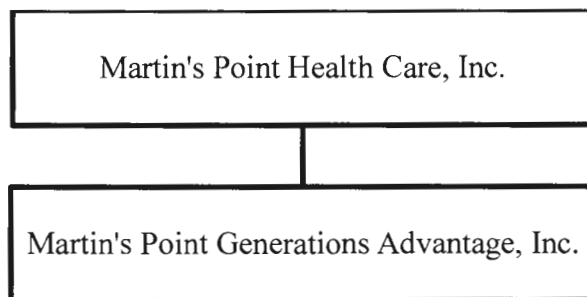 Martin's Point Health Care, Inc.
Martin's Point Generations Advantage, Inc.